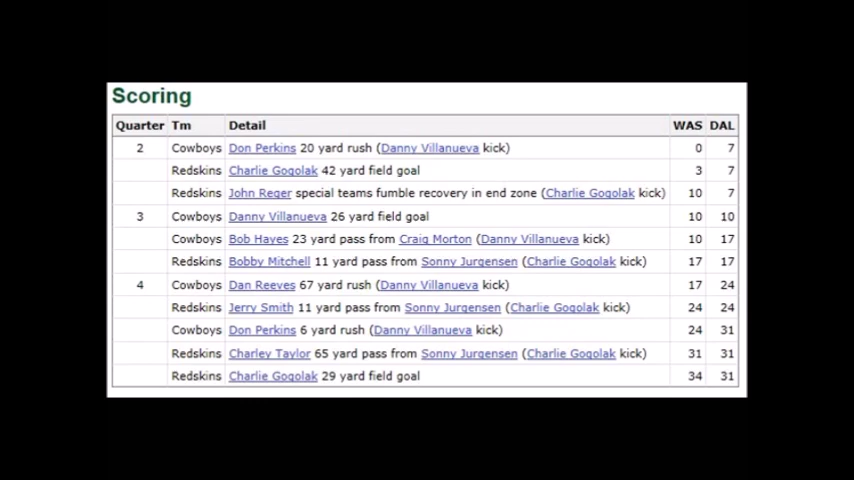 Scoring
Quarter Tm Detail WAS DAL
2 Cowboys Don Perkins 20 yard rush (Danny Villanueva kick) 0 7
Redskins Charlie Gogolak 42 yard field goal 3 7
Redskins John Reger special teams fumble recovery in end zone (Charlie Gogolak kick) 10 7
3 Cowboys Danny Villanueva 26 yard field goal 10 10
Cowboys Bob Hayes 23 yard pass from Craig Morton (Danny Villanueva kick) 10 17
Redskins Bobby Mitchell 11 yard pass from Sonny Jurgensen (Charlie Gogolak kick) 17 17
4 Cowboys Dan Reeves 67 yard rush (Danny Villanueva kick) 17 24
Redskins Jerry Smith 11 yard pass from Sonny Jurgensen (Charlie Gogolak kick) 24 24
Cowboys Don Perkins 6 yard rush (Danny Villanueva kick) 24 31
Redskins Charley Taylor 65 yard pass from Sonny Jurgensen (Charlie Gogolak kick) 31 31
Redskins Charlie Gogolak 29 yard field goal 34 31